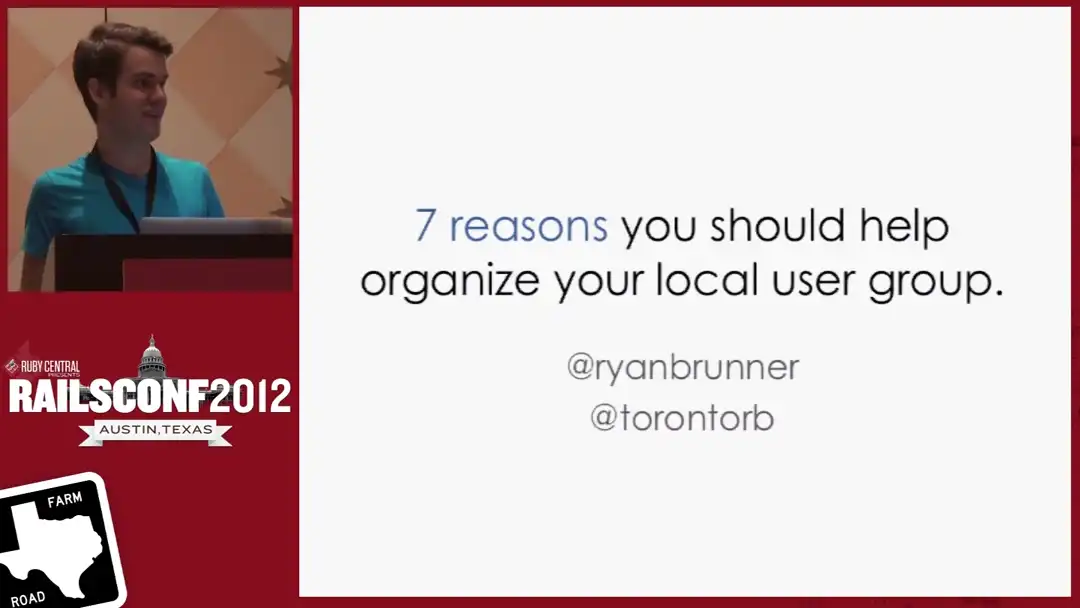 7 reasons you should help
organize your local user group.
@ryanbrunner
@torontorb
RUBY CENTRAL
PRESENTS
RAILSCONF2012
AUSTIN, TEXAS
FARM
ROAD